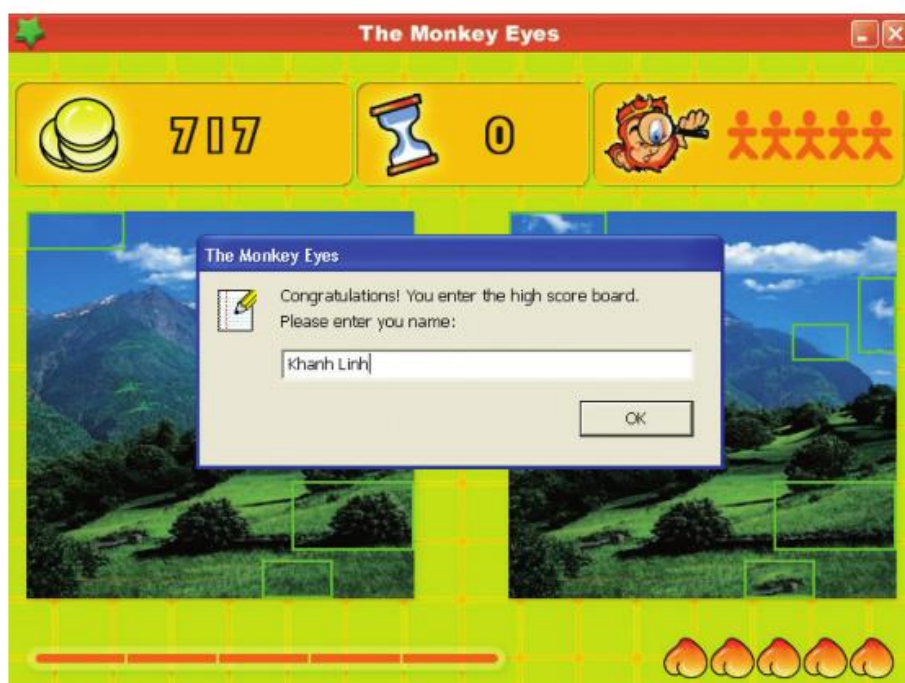 The Monkey Eyes
717
0
The Monkey Eyes
Congratulations! You enter the high score board.
Please enter you name:
Khanh Linh
OK